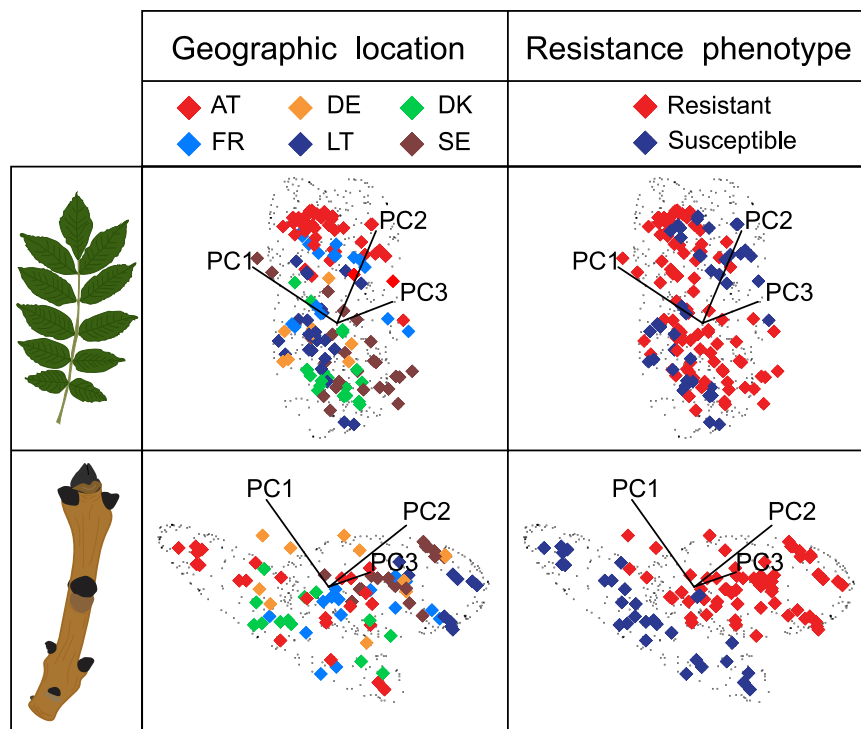 Geographic location
Resistance phenotype
AT
DE
DK
FR
LT
SE
Resistant
Susceptible
PC1
PC2
PC3
PC1
PC2
PC3
PC1
PC2
PC3
PC1
PC2
PC3